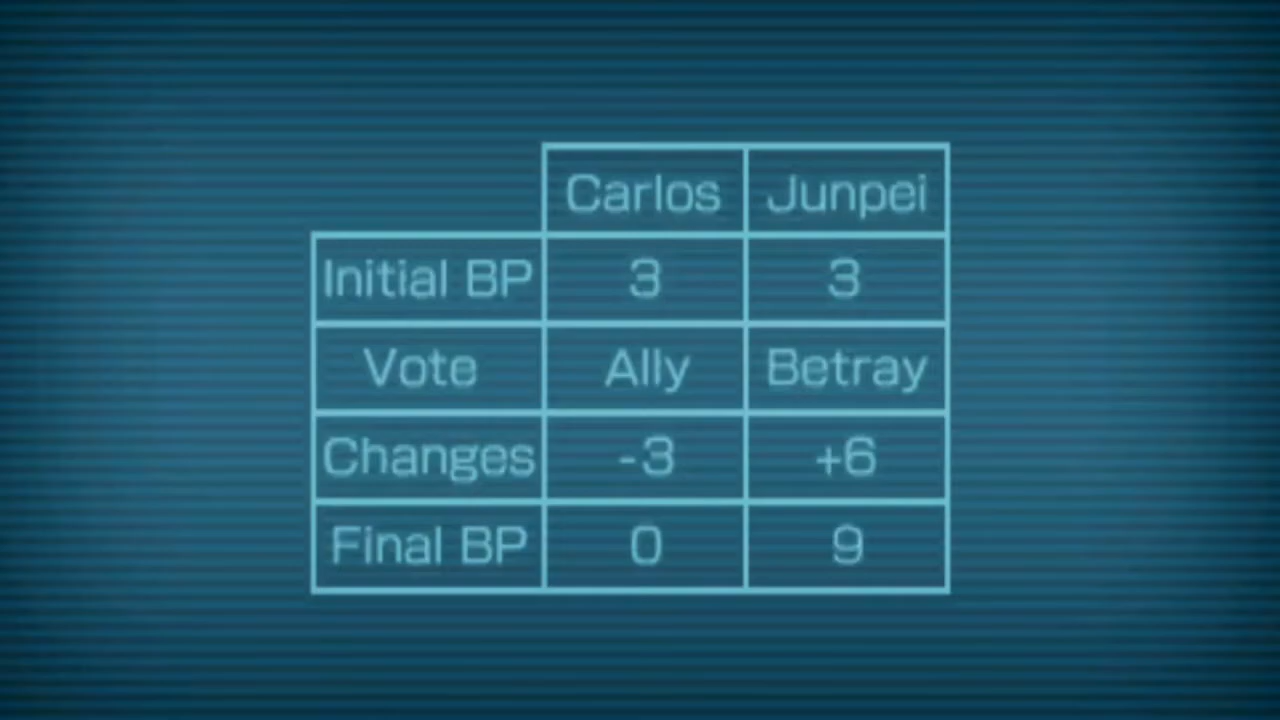 Carlos Junpei
Initial BP 3 3
Vote Ally Betray
Changes -3 +6
Final BP 0 9